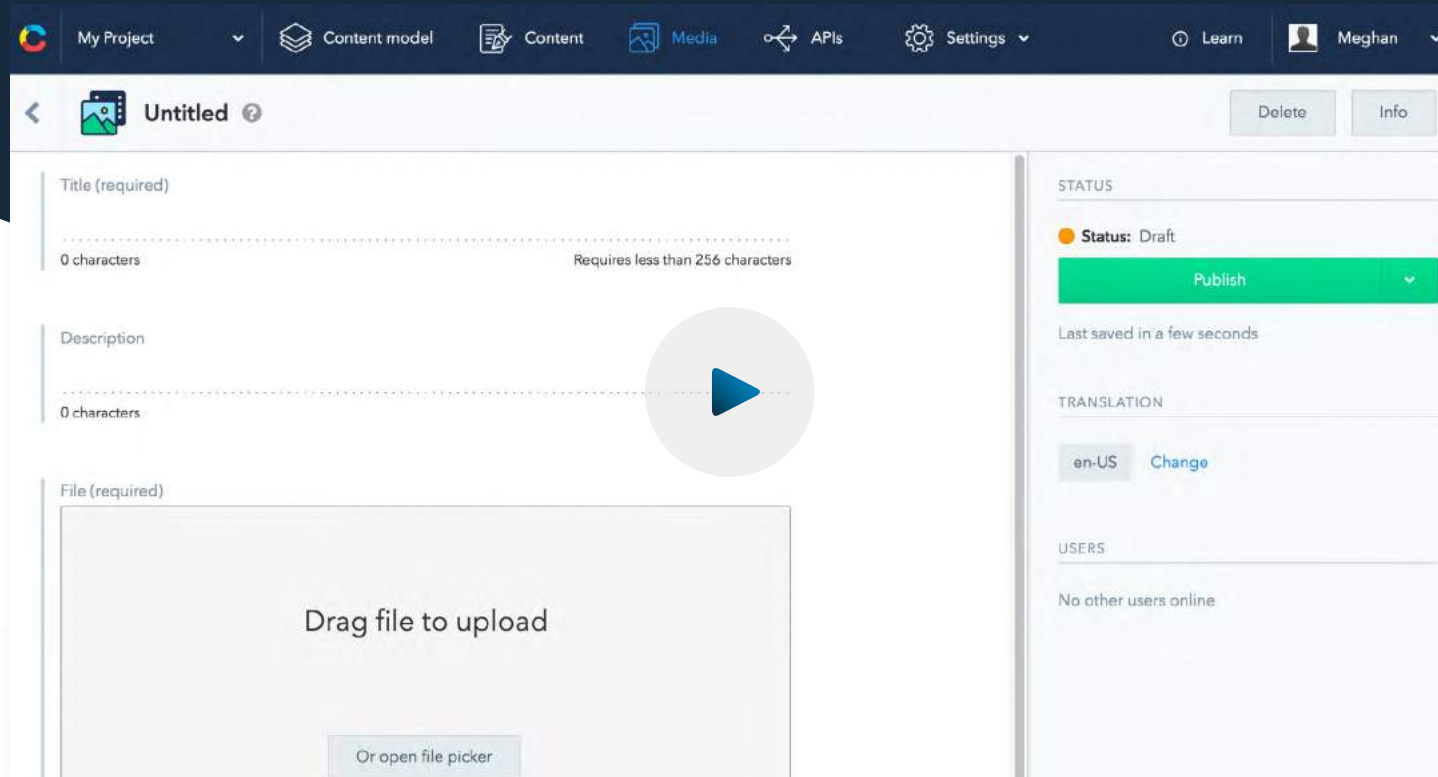 My Project Content model Content Media APIs Settings Learn Meghan
Untitled ? Delete Info
Title (required)
0 characters Requires less than 256 characters
Description
0 characters
File (required)
Drag file to upload
Or open file picker
STATUS
Status: Draft
Publish
Last saved in a few seconds
TRANSLATION
en-US Change
USERS
No other users online